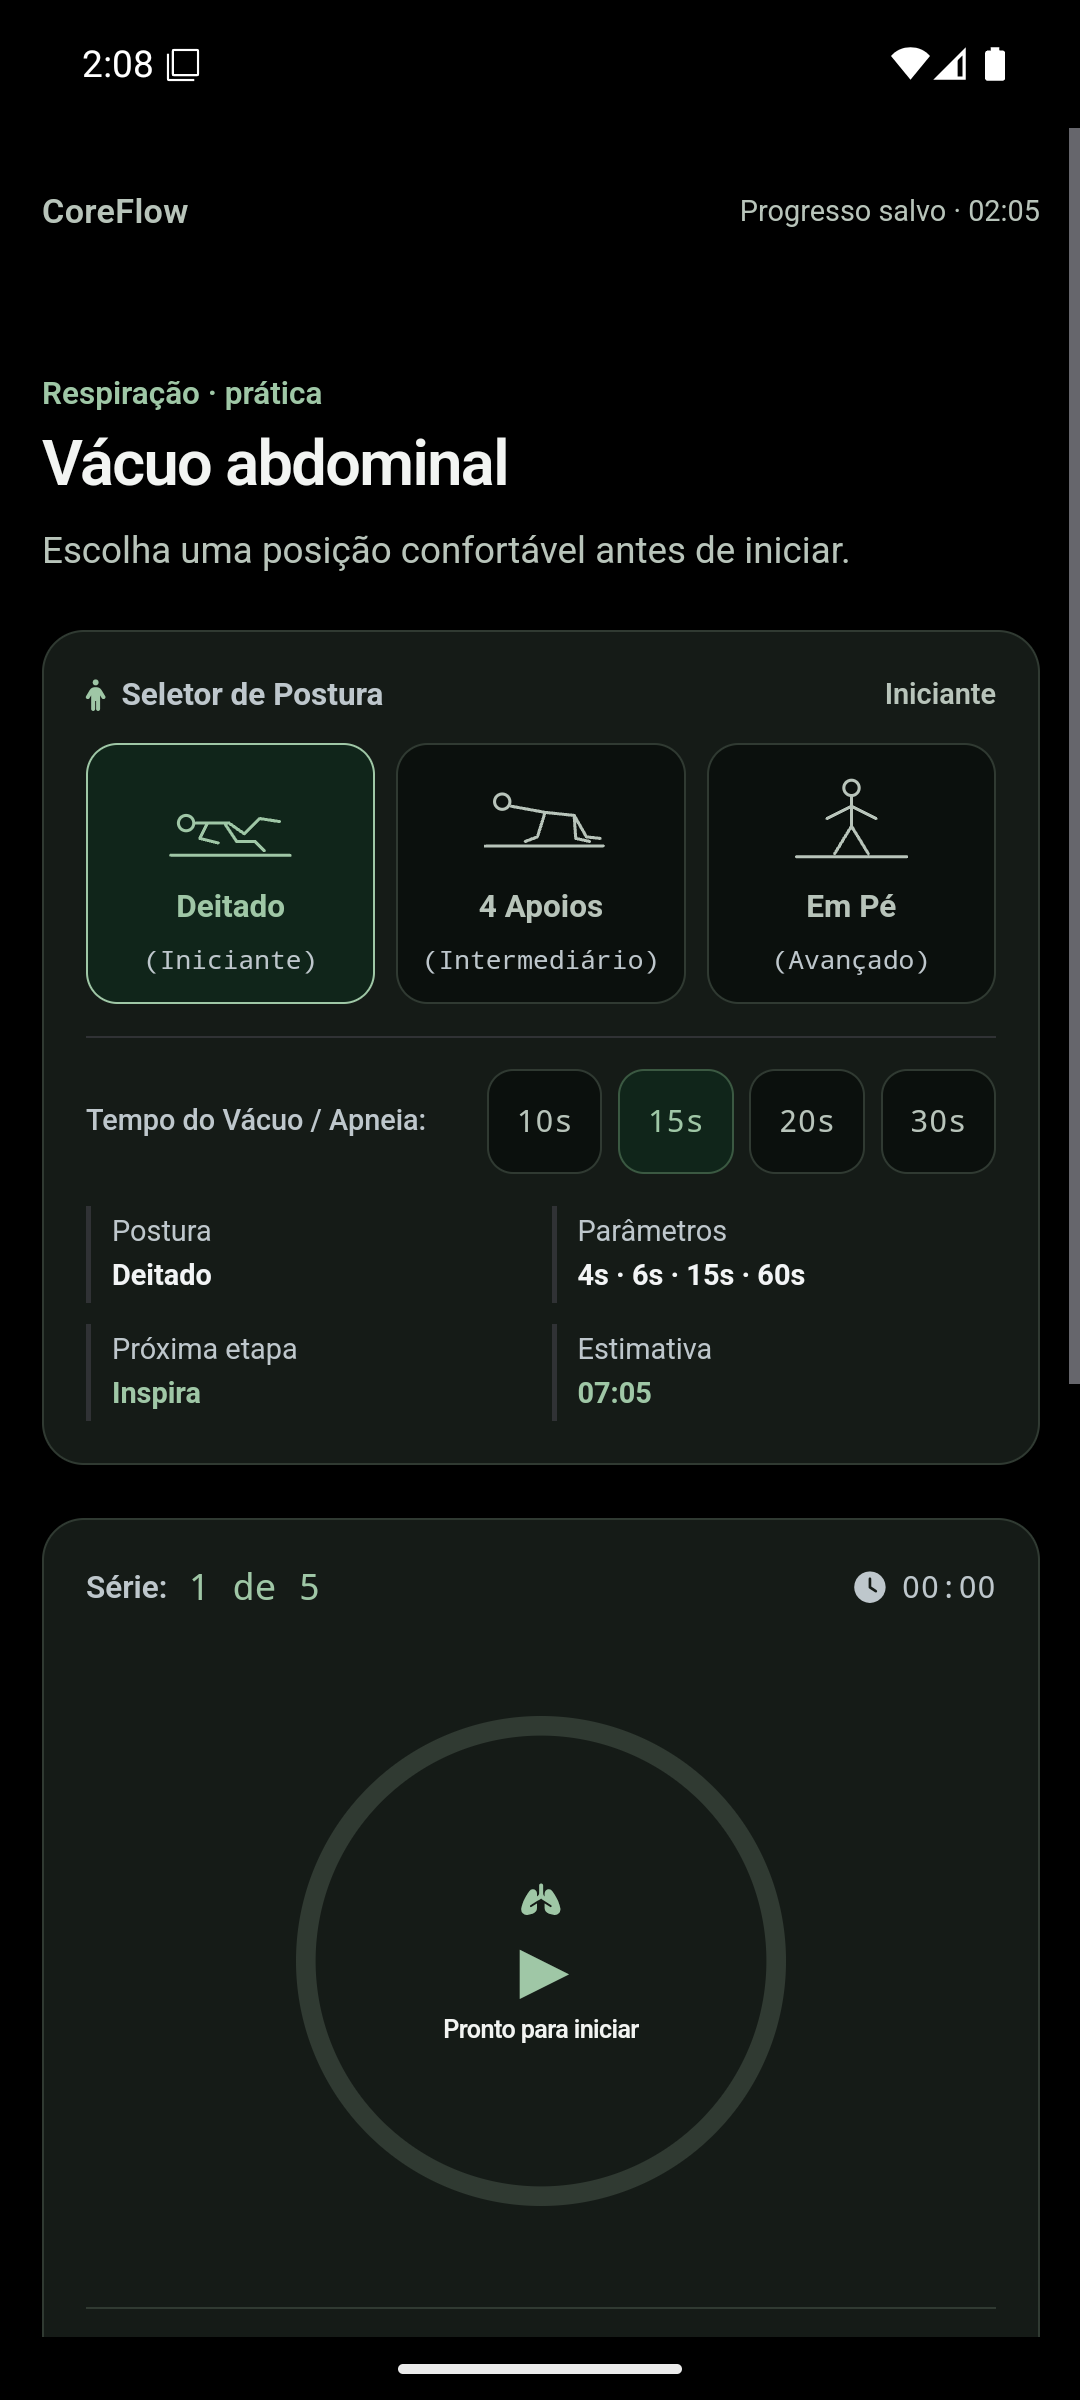 2:08
CoreFlow
Progresso salvo · 02:05
Respiração · prática
Vácuo abdominal
Escolha uma posição confortável antes de iniciar.
Seletor de Postura
Iniciante
Deitado
(Iniciante)
4 Apoios
(Intermediário)
Em Pé
(Avançado)
Tempo do Vácuo / Apneia:
10s
15s
20s
30s
Postura
Deitado
Parâmetros
4s · 6s · 15s · 60s
Próxima etapa
Inspira
Estimativa
07:05
Série: 1 de 5
00:00
Pronto para iniciar